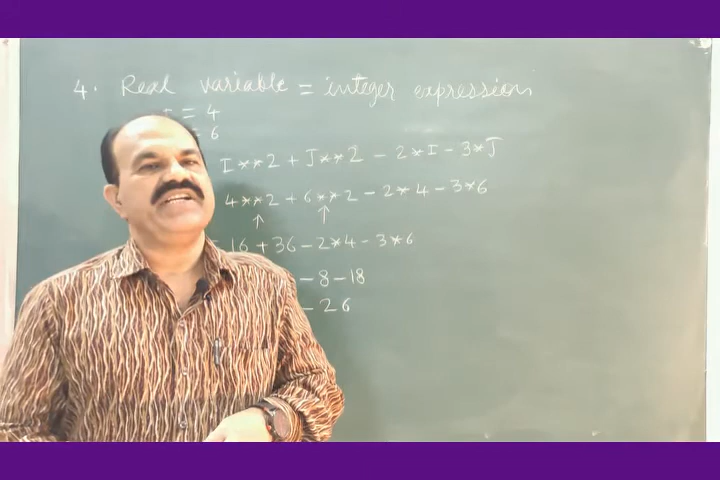 4. Real variable = integer expression
= 4
= 6
I**2 + J**2 - 2*I - 3*J
4**2 + 6**2 - 2*4 - 3*6
16 + 36 - 2*4 - 3*6
- 8 - 18
- 26